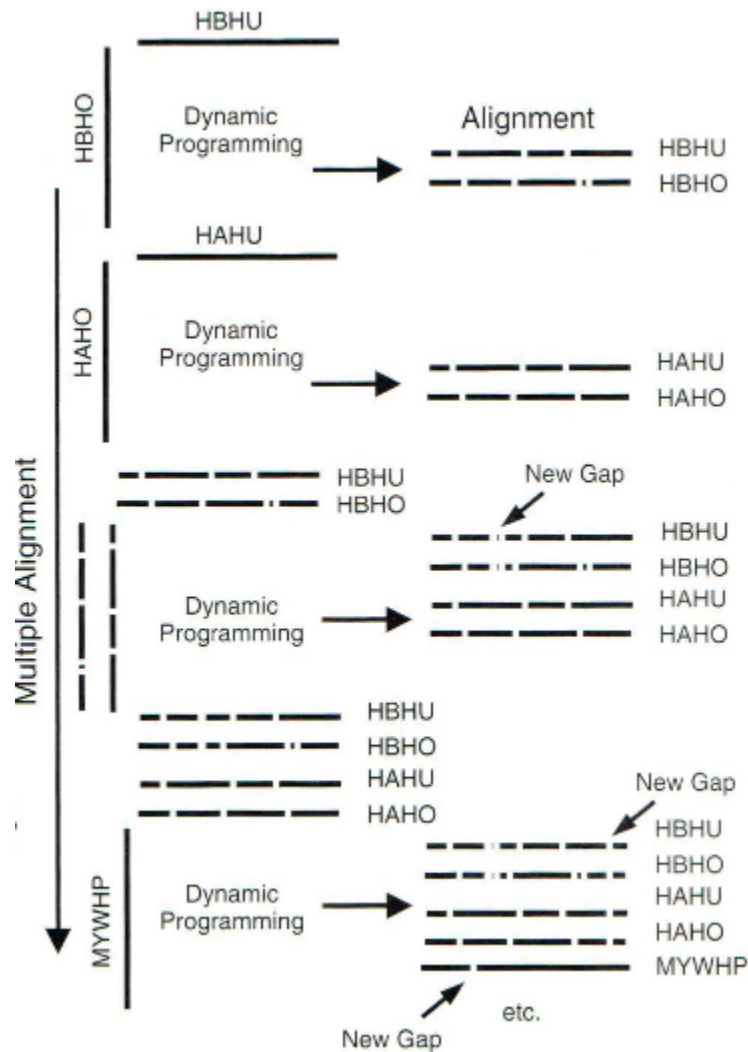 HBHU
HBHO
Dynamic
Programming
Alignment
HBHU
HBHO
HAHU
HAHO
Dynamic
Programming
HAHU
HAHO
Multiple Alignment
HBHU
HBHO
New Gap
HBHU
HBHO
HAHU
HAHO
Dynamic
Programming
HBHU
HBHO
HAHU
HAHO
New Gap
HBHU
HBHO
HAHU
HAHO
MYWHP
MYWHP
Dynamic
Programming
New Gap
etc.